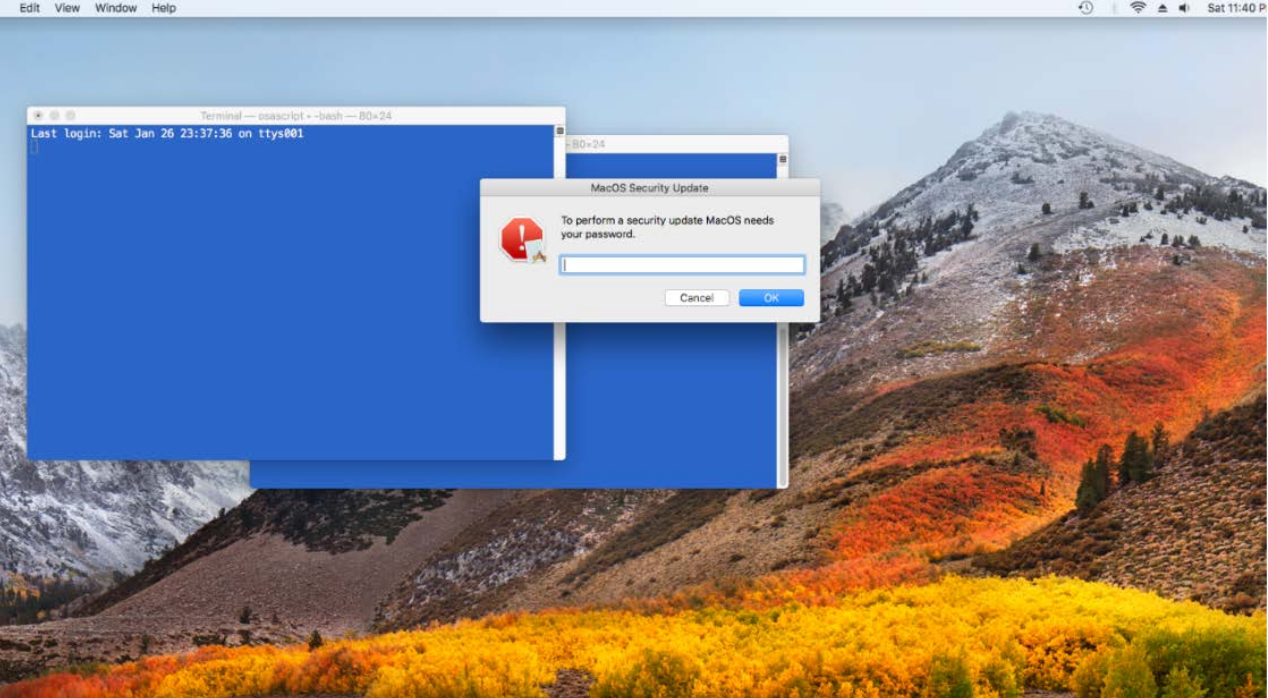 Edit View Window Help
Sat 11:40 P
Terminal — osascript ◂ -bash — 80×24
Last login: Sat Jan 26 23:37:36 on ttys001
- 80×24
MacOS Security Update
To perform a security update MacOS needs
your password.
Cancel OK